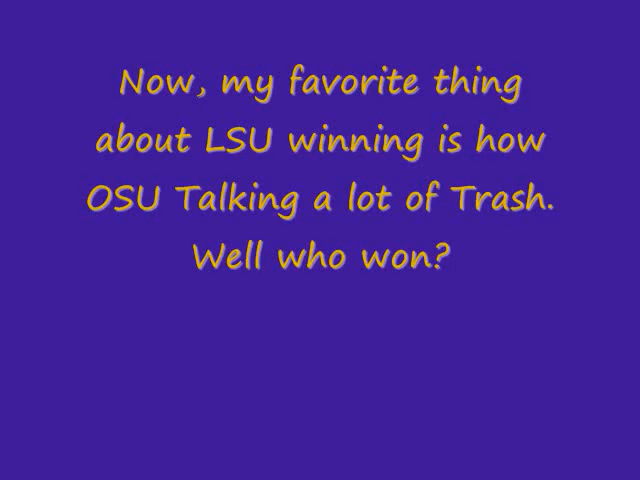 Now, my favorite thing
about LSU winning is how
OSU Talking a lot of Trash.
Well who won?